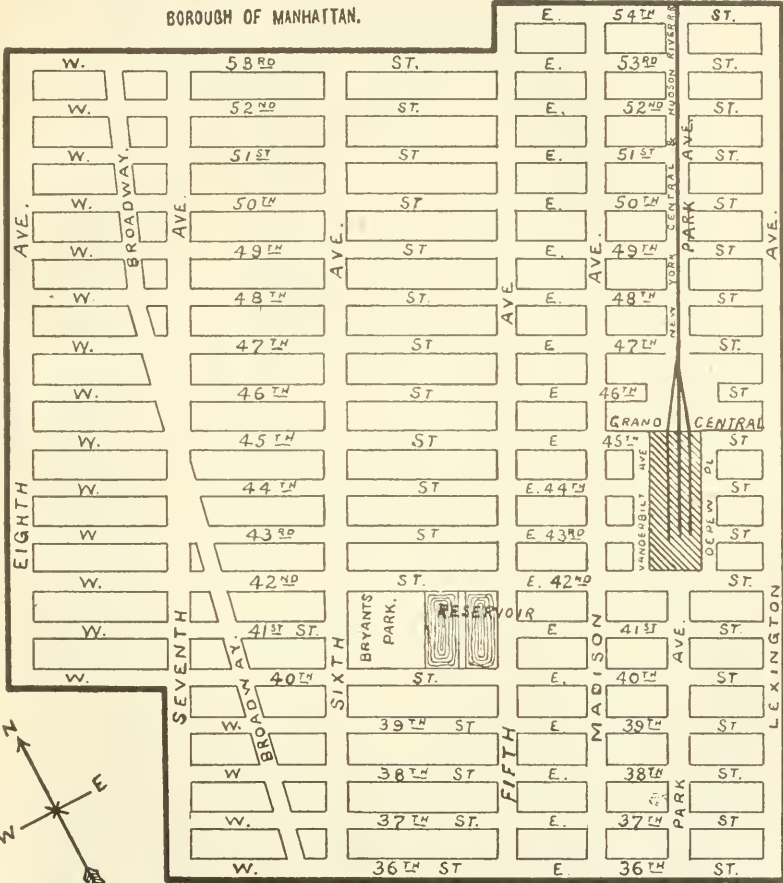 BOROUGH OF MANHATTAN.
E. 54TH ST.
W. 53RD ST. E. 53RD ST.
W. 52ND ST. E. 52ND ST.
W. 51ST ST E. 51ST ST.
W. 50TH ST E. 50TH ST
W. 49TH ST E. 49TH ST
W. 48TH ST. E. 48TH ST
W. 47TH ST E 47TH ST.
W. 46TH ST E 46TH ST
GRAND CENTRAL
W. 45TH ST E 45TH ST
W. 44TH ST E. 44TH ST
W 43RD ST E 43RD ST
W. 42ND ST. E. 42ND ST.
W. 41ST ST. E 41ST ST.
W. 40TH ST. E. 40TH ST
W. 39TH ST E. 39TH ST
W 38TH ST E. 38TH ST.
W. 37TH ST. E. 37TH ST
W. 36TH ST E. 36TH ST.
EIGHTH AVE.
BROADWAY.
SEVENTH AVE.
BROADWAY.
SIXTH AVE.
BRYANTS PARK.
RESERVOIR
FIFTH AVE
MADISON AVE.
VANDERBILT AVE
NEW YORK CENTRAL & HUDSON RIVER R.R.
PARK AVE.
PARK AVE.
DEPEW PL
LEXINGTON AVE.
N
E
W